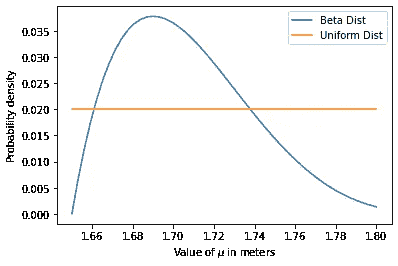 Beta Dist
Uniform Dist
Probability density
0.035
0.030
0.025
0.020
0.015
0.010
0.005
0.000
1.66 1.68 1.70 1.72 1.74 1.76 1.78 1.80
Value of μ in meters